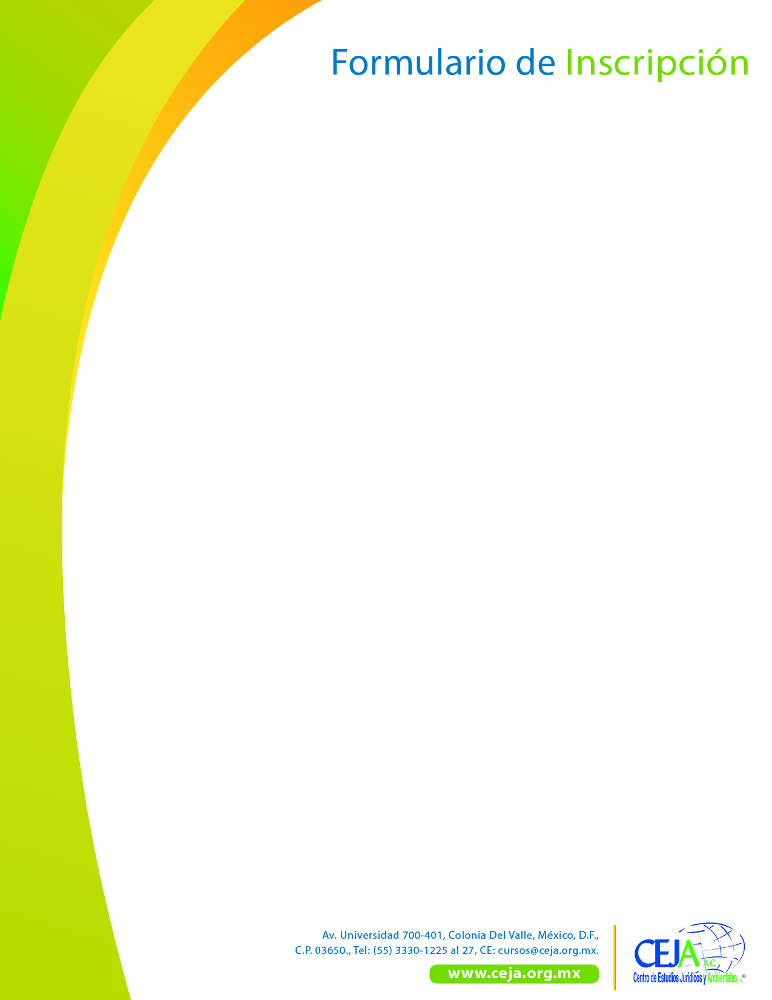 Formulario de Inscripción
Av. Universidad 700-401, Colonia Del Valle, México, D.F.,
C.P. 03650., Tel: (55) 3330-1225 al 27, CE: cursos@ceja.org.mx.
www.ceja.org.mx
CEJA A.C.
Centro de Estudios Jurídicos y Ambientales, AC ®